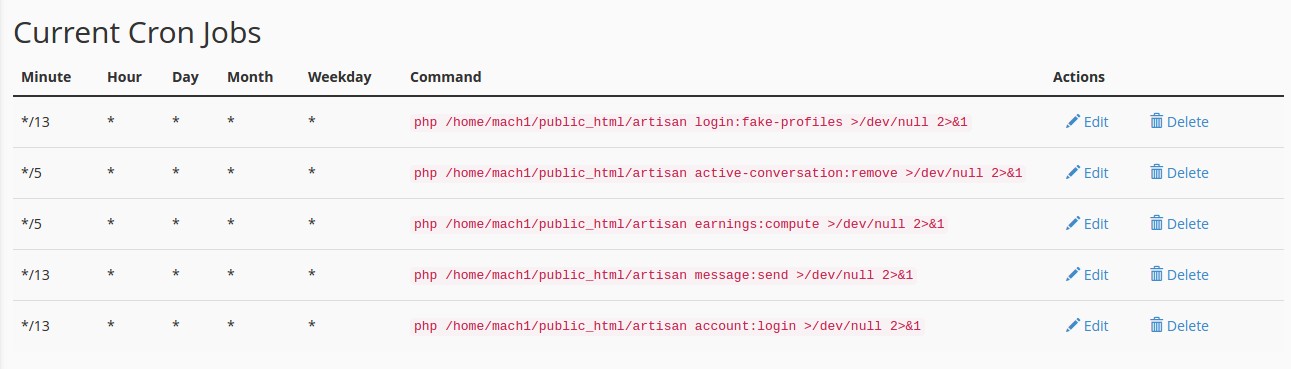 Current Cron Jobs
Minute Hour Day Month Weekday Command Actions
*/13 * * * * php /home/mach1/public_html/artisan login:fake-profiles >/dev/null 2>&1 Edit Delete
*/5 * * * * php /home/mach1/public_html/artisan active-conversation:remove >/dev/null 2>&1 Edit Delete
*/5 * * * * php /home/mach1/public_html/artisan earnings:compute >/dev/null 2>&1 Edit Delete
*/13 * * * * php /home/mach1/public_html/artisan message:send >/dev/null 2>&1 Edit Delete
*/13 * * * * php /home/mach1/public_html/artisan account:login >/dev/null 2>&1 Edit Delete